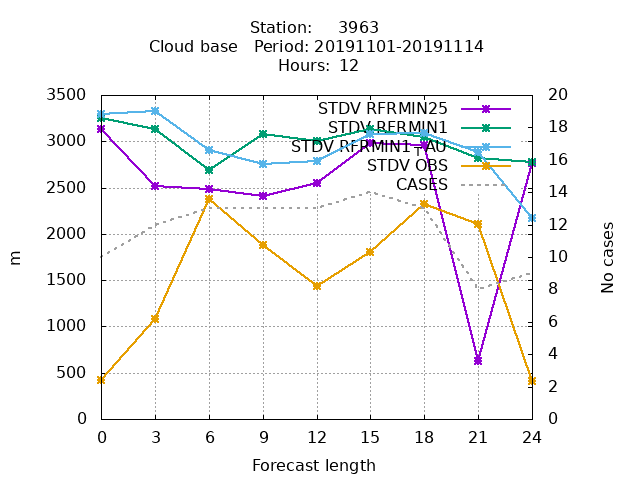 Station: 3963
Cloud base Period: 20191101-20191114
Hours: 12
3500
3000
2500
2000
1500
1000
500
0
m
20
18
16
14
12
10
8
6
4
2
0
No cases
STDV RFRMIN25
STDV RFRMIN1
STDV RFRMIN1_TAU
STDV OBS
CASES
0 3 6 9 12 15 18 21 24
Forecast length